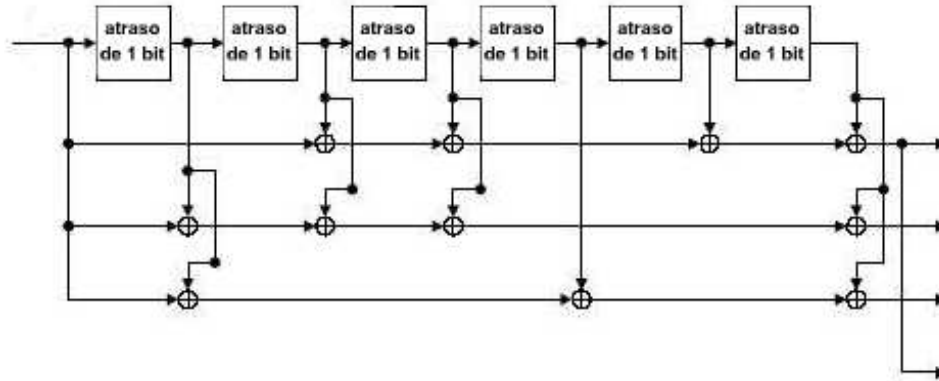 atraso
de 1 bit
atraso
de 1 bit
atraso
de 1 bit
atraso
de 1 bit
atraso
de 1 bit
atraso
de 1 bit